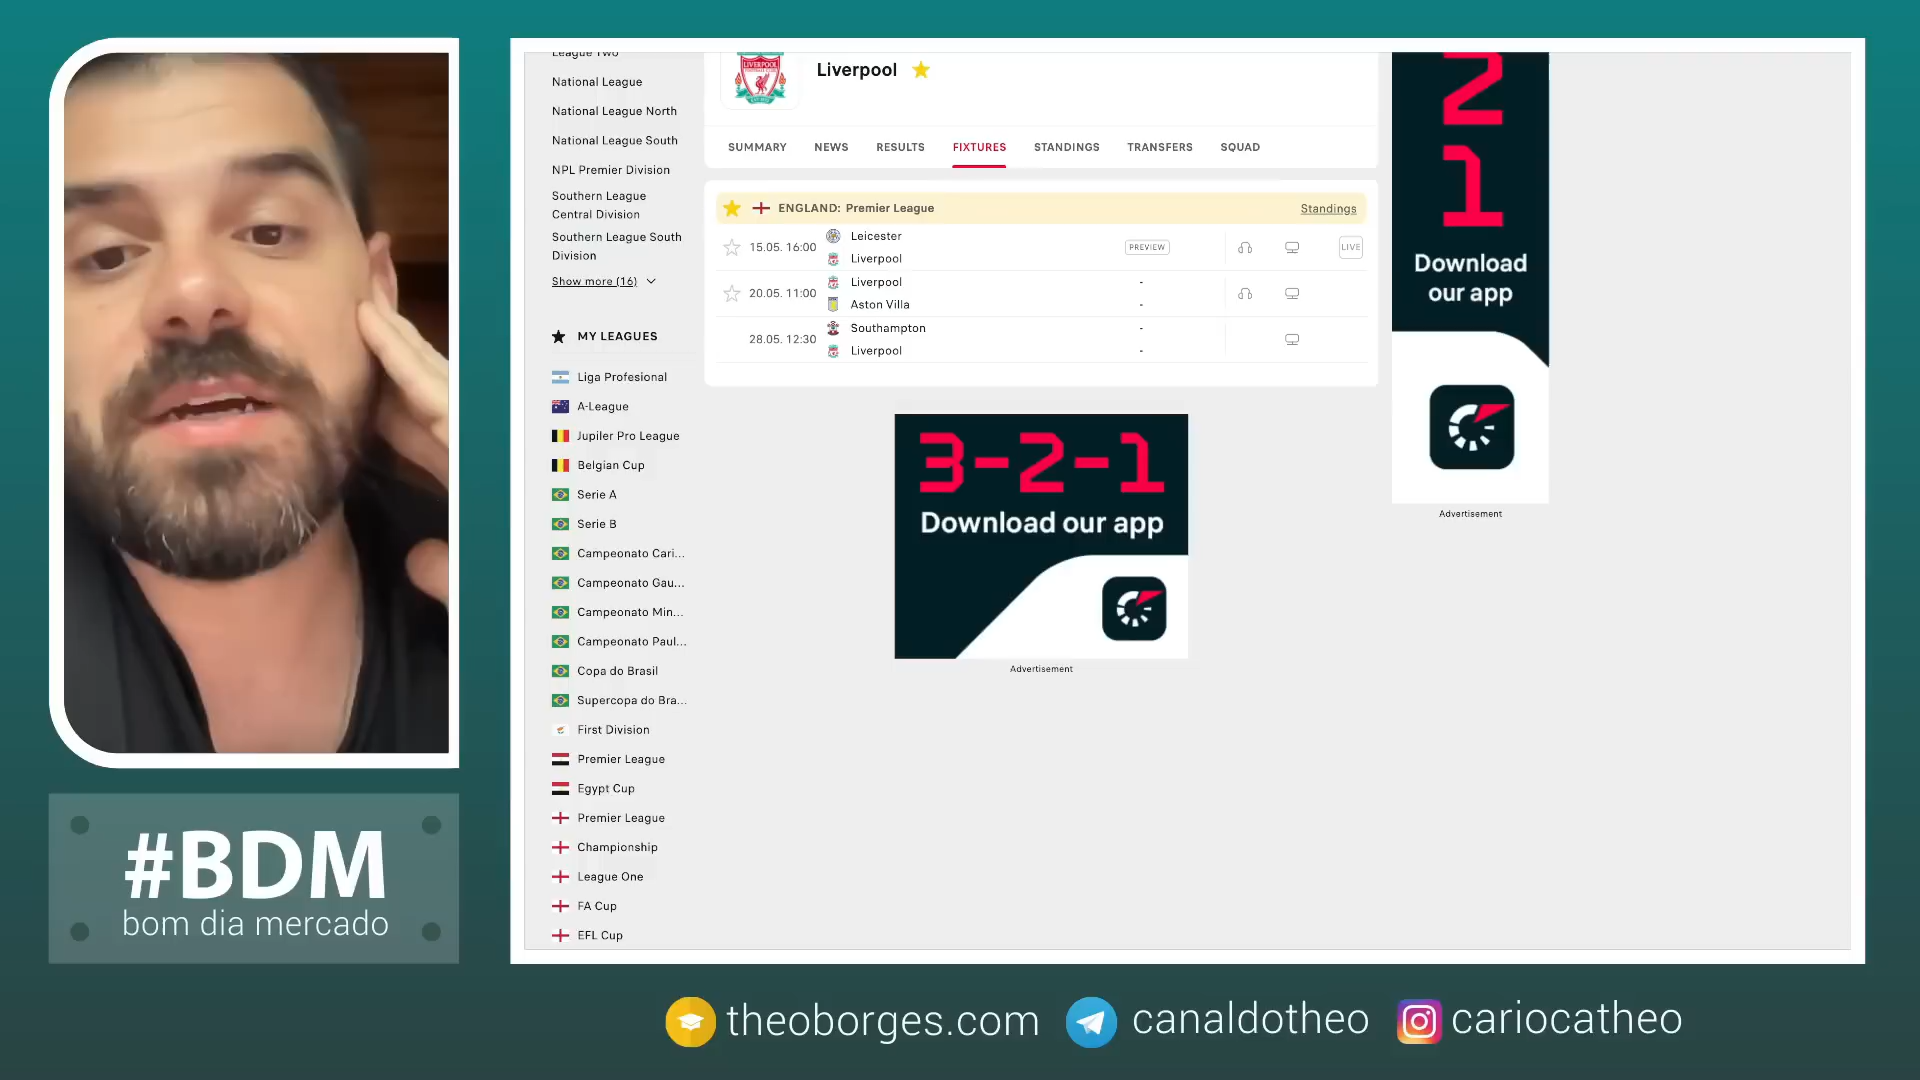 League Two
National League
National League North
National League South
NPL Premier Division
Southern League
Central Division
Southern League South
Division
Show more (16)
MY LEAGUES
Liga Profesional
A-League
Jupiler Pro League
Belgian Cup
Serie A
Serie B
Campeonato Cari...
Campeonato Gau...
Campeonato Min...
Campeonato Paul...
Copa do Brasil
Supercopa do Bra...
First Division
Premier League
Egypt Cup
Premier League
Championship
League One
FA Cup
EFL Cup
Liverpool
SUMMARY NEWS RESULTS FIXTURES STANDINGS TRANSFERS SQUAD
ENGLAND: Premier League Standings
15.05. 16:00 Leicester PREVIEW LIVE
Liverpool
20.05. 11:00 Liverpool -
Aston Villa -
28.05. 12:30 Southampton -
Liverpool -
3-2-1
Download our app
Advertisement
2
1
Download
our app
Advertisement
#BDM
bom dia mercado
theoborges.com canaldotheo cariocatheo